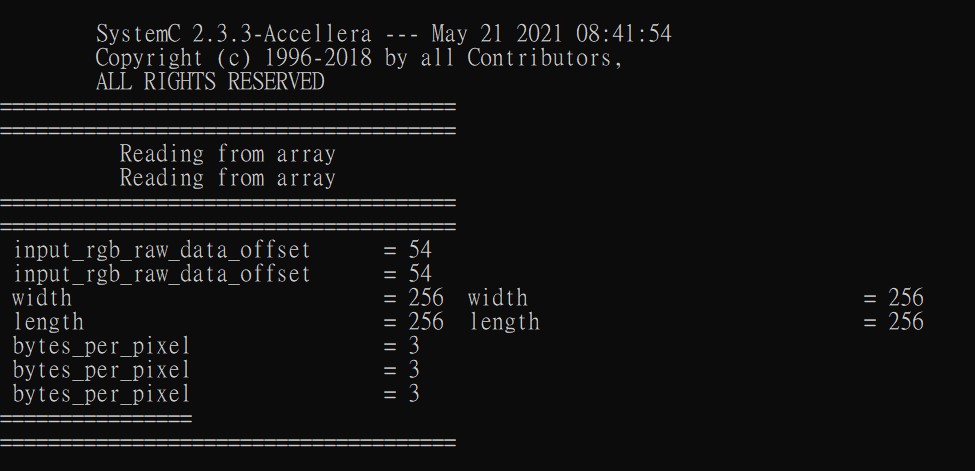 SystemC 2.3.3-Accellera --- May 21 2021 08:41:54
Copyright (c) 1996-2018 by all Contributors,
ALL RIGHTS RESERVED
======================================
======================================
Reading from array
Reading from array
======================================
======================================
input_rgb_raw_data_offset = 54
input_rgb_raw_data_offset = 54
width = 256 width = 256
length = 256 length = 256
bytes_per_pixel = 3
bytes_per_pixel = 3
bytes_per_pixel = 3
================
======================================